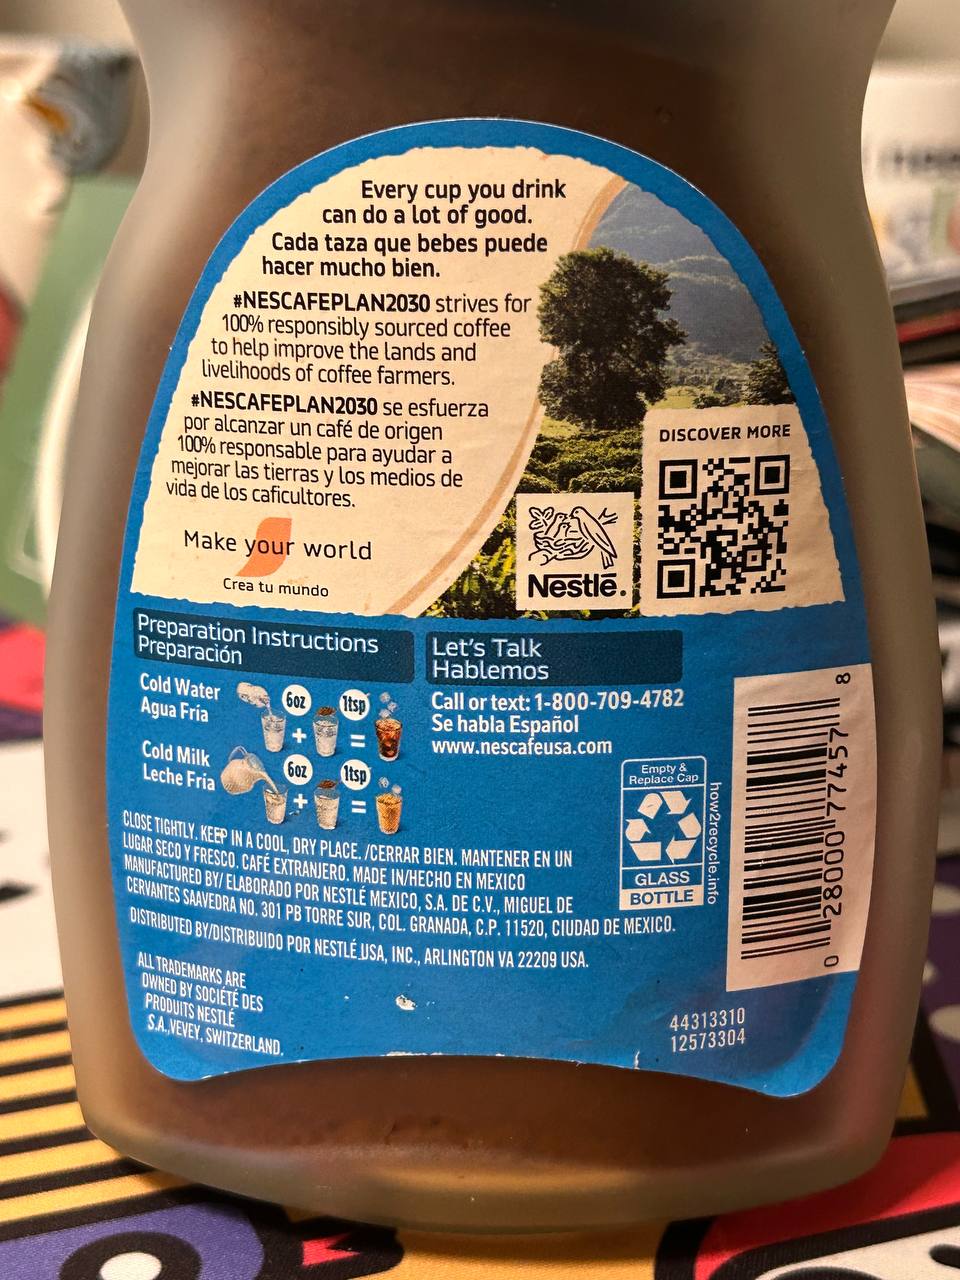 Every cup you drink
can do a lot of good.
Cada taza que bebes puede
hacer mucho bien.
#NESCAFEPLAN2030 strives for
100% responsibly sourced coffee
to help improve the lands and
livelihoods of coffee farmers.
#NESCAFEPLAN2030 se esfuerza
por alcanzar un café de origen
100% responsable para ayudar a
mejorar las tierras y los medios de
vida de los caficultores.
Make your world
Crea tu mundo
DISCOVER MORE
Nestlé.
Preparation Instructions
Preparación
Cold Water
Agua Fría
6oz
1tsp
+
=
Cold Milk
Leche Fría
6oz
1tsp
+
=
Let's Talk
Hablemos
Call or text: 1-800-709-4782
Se habla Español
www.nescafeusa.com
Empty &
Replace Cap
GLASS
BOTTLE
how2recycle.info
0 28000 77457 8
CLOSE TIGHTLY. KEEP IN A COOL, DRY PLACE. /CERRAR BIEN. MANTENER EN UN
LUGAR SECO Y FRESCO. CAFÉ EXTRANJERO. MADE IN/HECHO EN MEXICO
MANUFACTURED BY/ ELABORADO POR NESTLÉ MEXICO, S.A. DE C.V., MIGUEL DE
CERVANTES SAAVEDRA NO. 301 PB TORRE SUR, COL. GRANADA, C.P. 11520, CIUDAD DE MEXICO.
DISTRIBUTED BY/DISTRIBUIDO POR NESTLÉ USA, INC., ARLINGTON VA 22209 USA.
ALL TRADEMARKS ARE
OWNED BY SOCIÉTÉ DES
PRODUITS NESTLÉ
S.A.,VEVEY, SWITZERLAND.
44313310
12573304